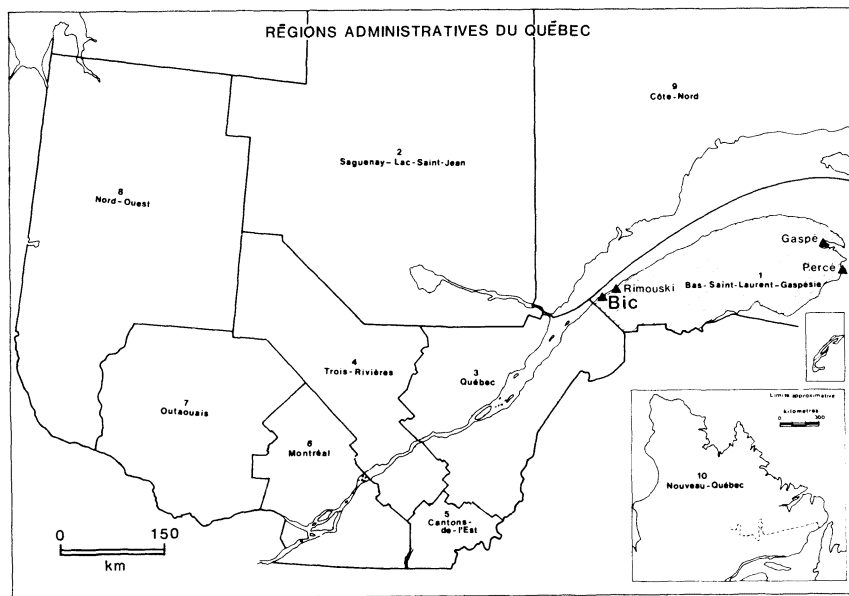 RÉGIONS ADMINISTRATIVES DU QUÉBEC
9
Côte-Nord
2
Saguenay-Lac-Saint-Jean
8
Nord-Ouest
Gaspé
Percé
1
Bas-Saint-Laurent-Gaspésie
Rimouski
Bic
4
Trois-Rivières
3
Québec
7
Outaouais
6
Montréal
5
Cantons-
de-l'Est
0 150
km
Limite approximative
kilomètres
0 300
10
Nouveau-Québec